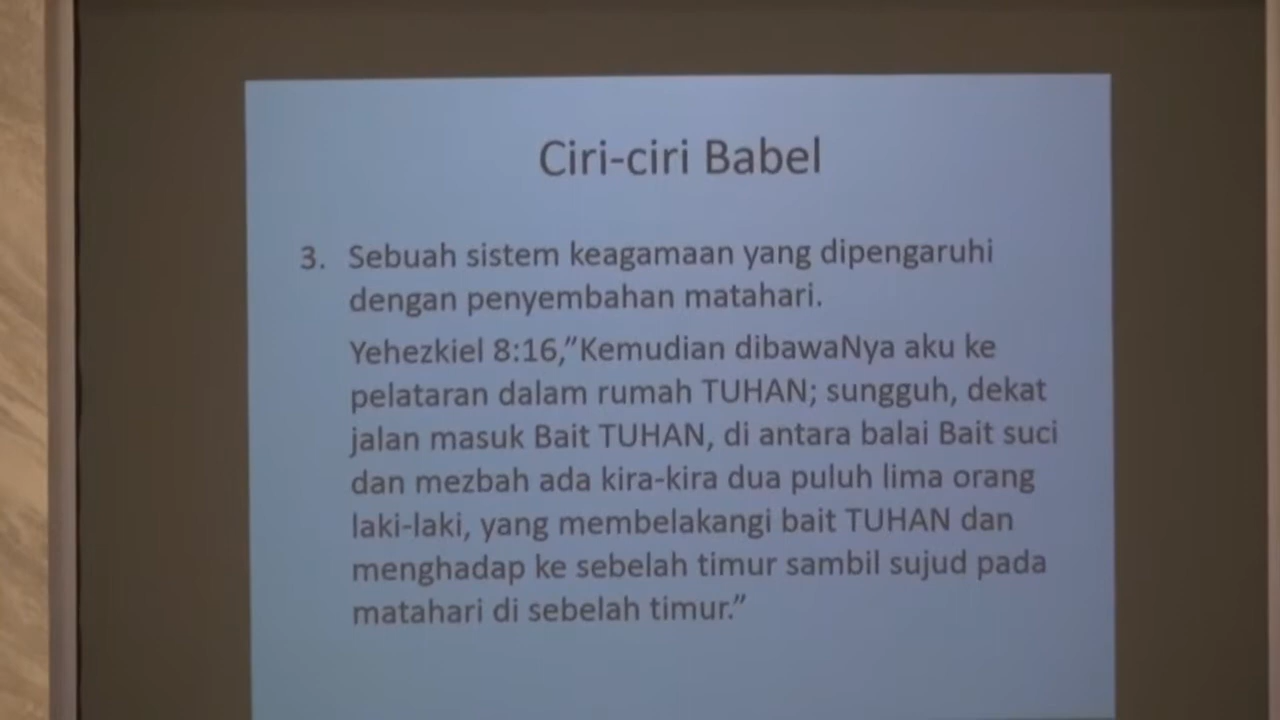 Ciri-ciri Babel
3. Sebuah sistem keagamaan yang dipengaruhi
dengan penyembahan matahari.
Yehezkiel 8:16,”Kemudian dibawaNya aku ke
pelataran dalam rumah TUHAN; sungguh, dekat
jalan masuk Bait TUHAN, di antara balai Bait suci
dan mezbah ada kira-kira dua puluh lima orang
laki-laki, yang membelakangi bait TUHAN dan
menghadap ke sebelah timur sambil sujud pada
matahari di sebelah timur.”